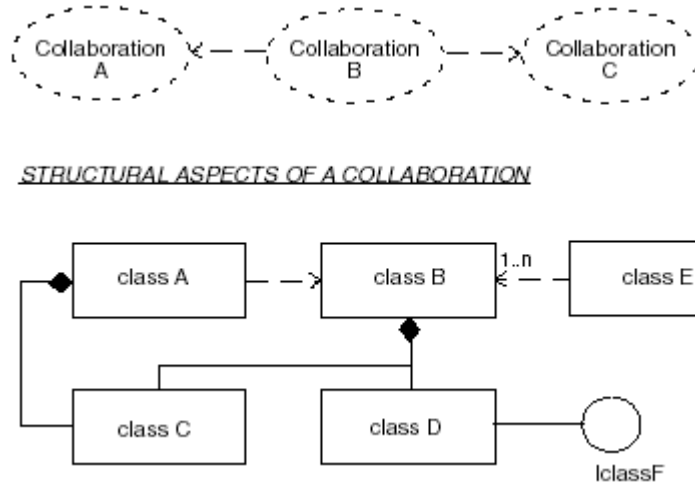 Collaboration
A
Collaboration
B
Collaboration
C
STRUCTURAL ASPECTS OF A COLLABORATION
class A
class B
1..n
class E
class C
class D
IclassF